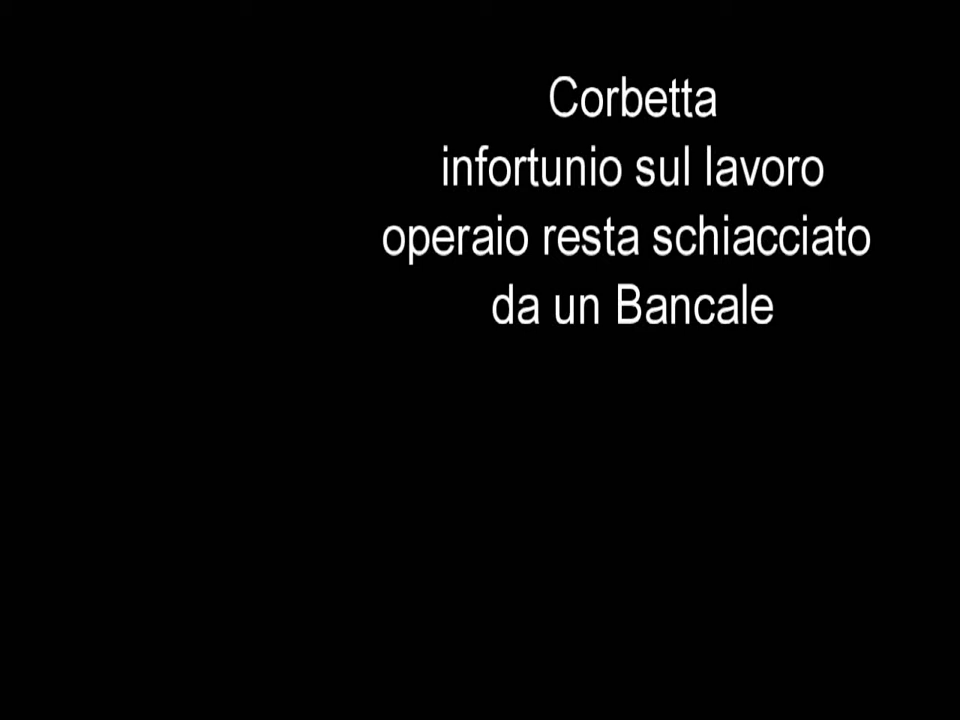 Corbetta
infortunio sul lavoro
operaio resta schiacciato
da un Bancale